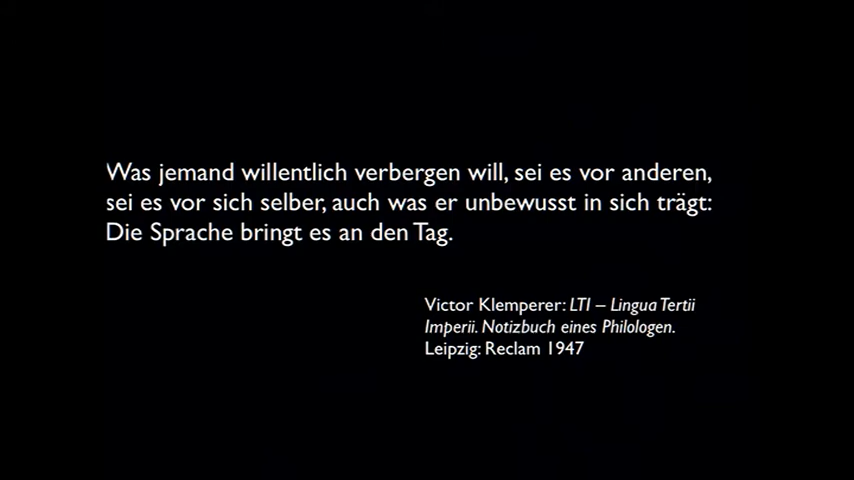 Was jemand willentlich verbergen will, sei es vor anderen,
sei es vor sich selber, auch was er unbewusst in sich trägt:
Die Sprache bringt es an den Tag.
Victor Klemperer: LTI – Lingua Tertii
Imperii. Notizbuch eines Philologen.
Leipzig: Reclam 1947